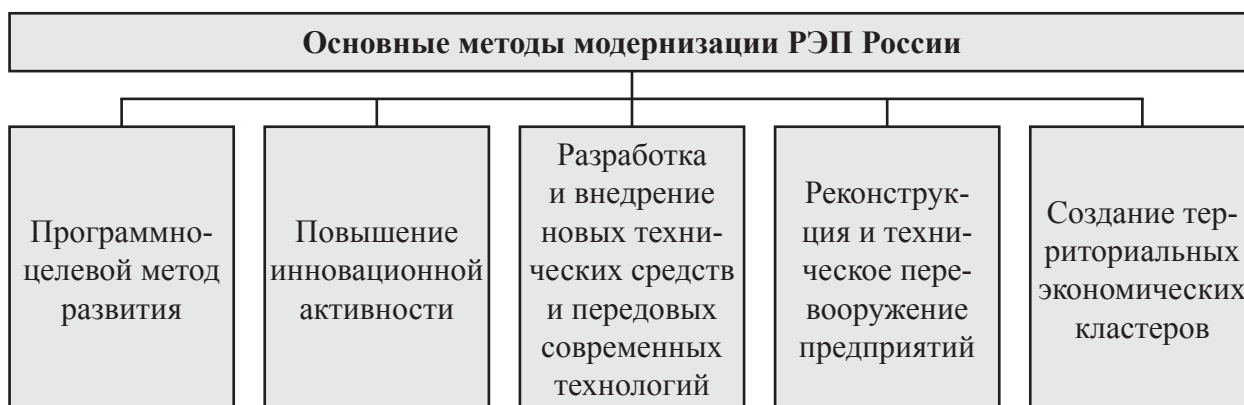 Основные методы модернизации РЭП России
Программно-
целевой метод
развития
Повышение
инновационной
активности
Разработка
и внедрение
новых техни-
ческих средств
и передовых
современных
технологий
Реконструк-
ция и техни-
ческое пере-
вооружение
предприятий
Создание тер-
риториальных
экономических
кластеров